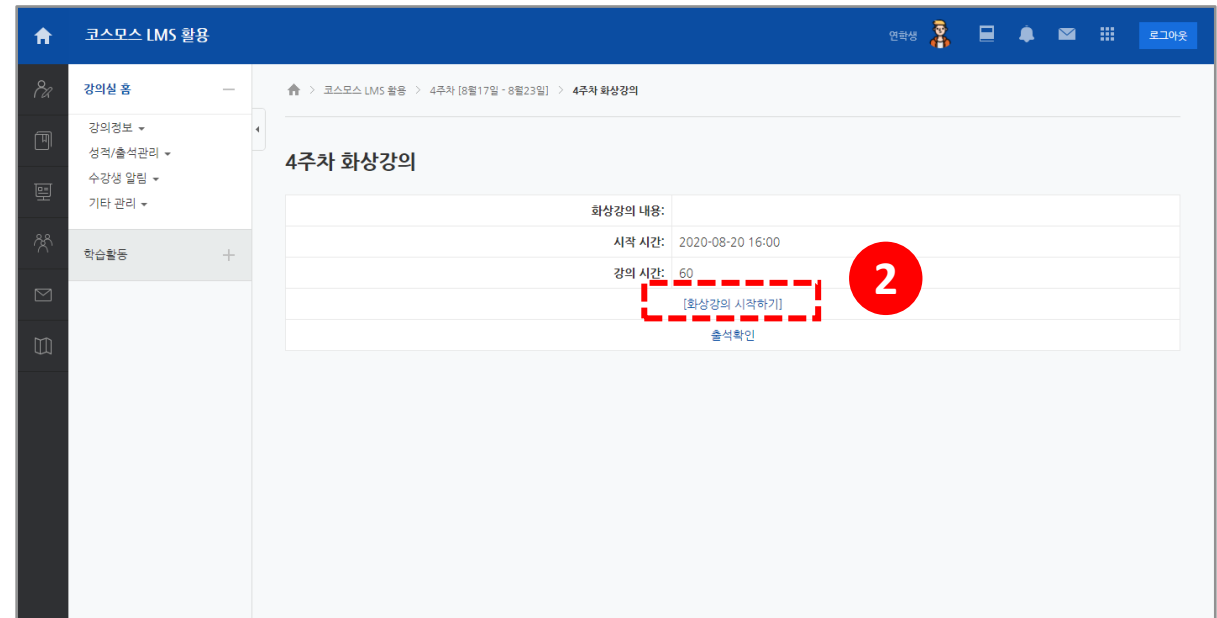 코스모스 LMS 활용
연학생
로그아웃
강의실 홈
강의정보
성적/출석관리
수강생 알림
기타 관리
학습활동
코스모스 LMS 활용 > 4주차 [8월17일 - 8월23일] > 4주차 화상강의
4주차 화상강의
화상강의 내용:
시작 시간: 2020-08-20 16:00
강의 시간: 60
[화상강의 시작하기]
2
출석확인